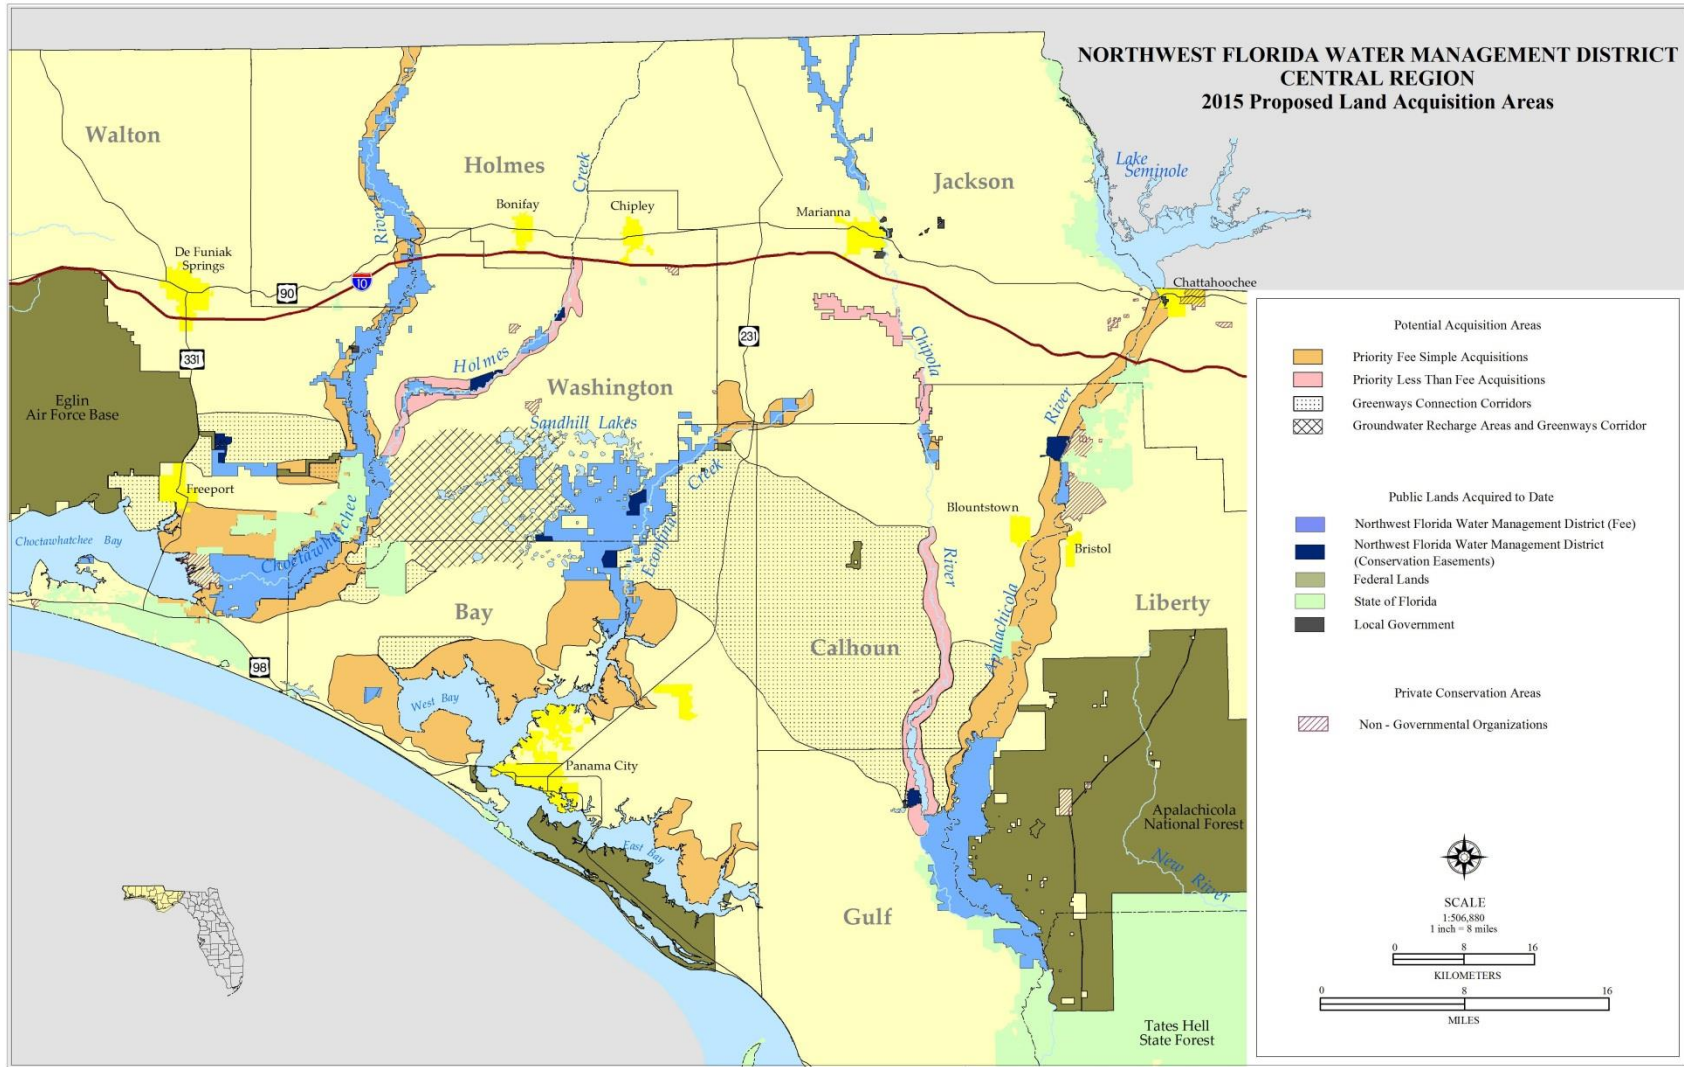 NORTHWEST FLORIDA WATER MANAGEMENT DISTRICT
CENTRAL REGION
2015 Proposed Land Acquisition Areas
Walton
Holmes
Creek
Jackson
Lake
Seminole
River
Bonifay
Chipley
Marianna
De Funiak
Springs
10
90
Chattahoochee
331
231
Holmes
Chipola
Eglin
Air Force Base
Washington
River
Sandhill Lakes
Creek
Freeport
Choctawhatchee
Choctawhatchee Bay
Econfina
Blountstown
Bristol
River
Bay
Liberty
Calhoun
Apalachicola
98
West Bay
Panama City
Apalachicola
National Forest
East Bay
New River
Gulf
Tates Hell
State Forest
Potential Acquisition Areas
Priority Fee Simple Acquisitions
Priority Less Than Fee Acquisitions
Greenways Connection Corridors
Groundwater Recharge Areas and Greenways Corridor
Public Lands Acquired to Date
Northwest Florida Water Management District (Fee)
Northwest Florida Water Management District
(Conservation Easements)
Federal Lands
State of Florida
Local Government
Private Conservation Areas
Non - Governmental Organizations
SCALE
1:506,880
1 inch = 8 miles
0 8 16
KILOMETERS
0 8 16
MILES